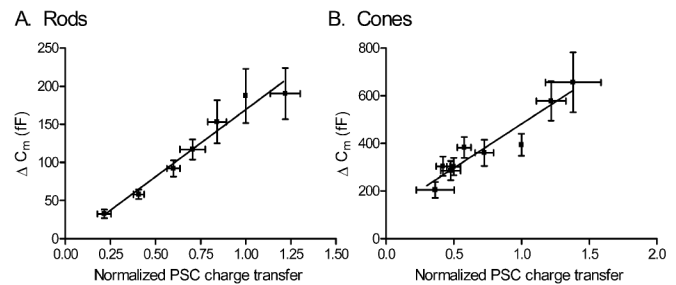 A. Rods
B. Cones
Δ Cm (fF)
250
200
150
100
50
0
0.00 0.25 0.50 0.75 1.00 1.25 1.50
Normalized PSC charge transfer
Δ Cm (fF)
800
600
400
200
0
0.0 0.5 1.0 1.5 2.0
Normalized PSC charge transfer